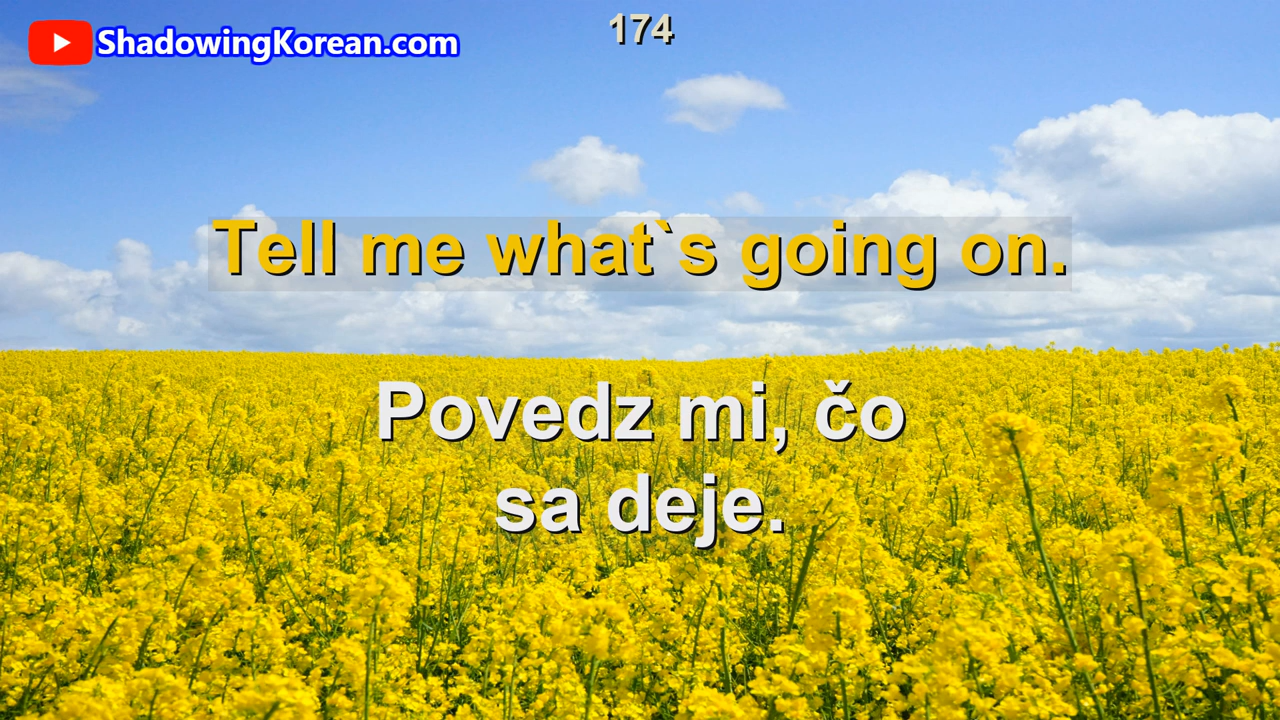 ShadowingKorean.com
174
Tell me what`s going on.
Povedz mi, čo
sa deje.